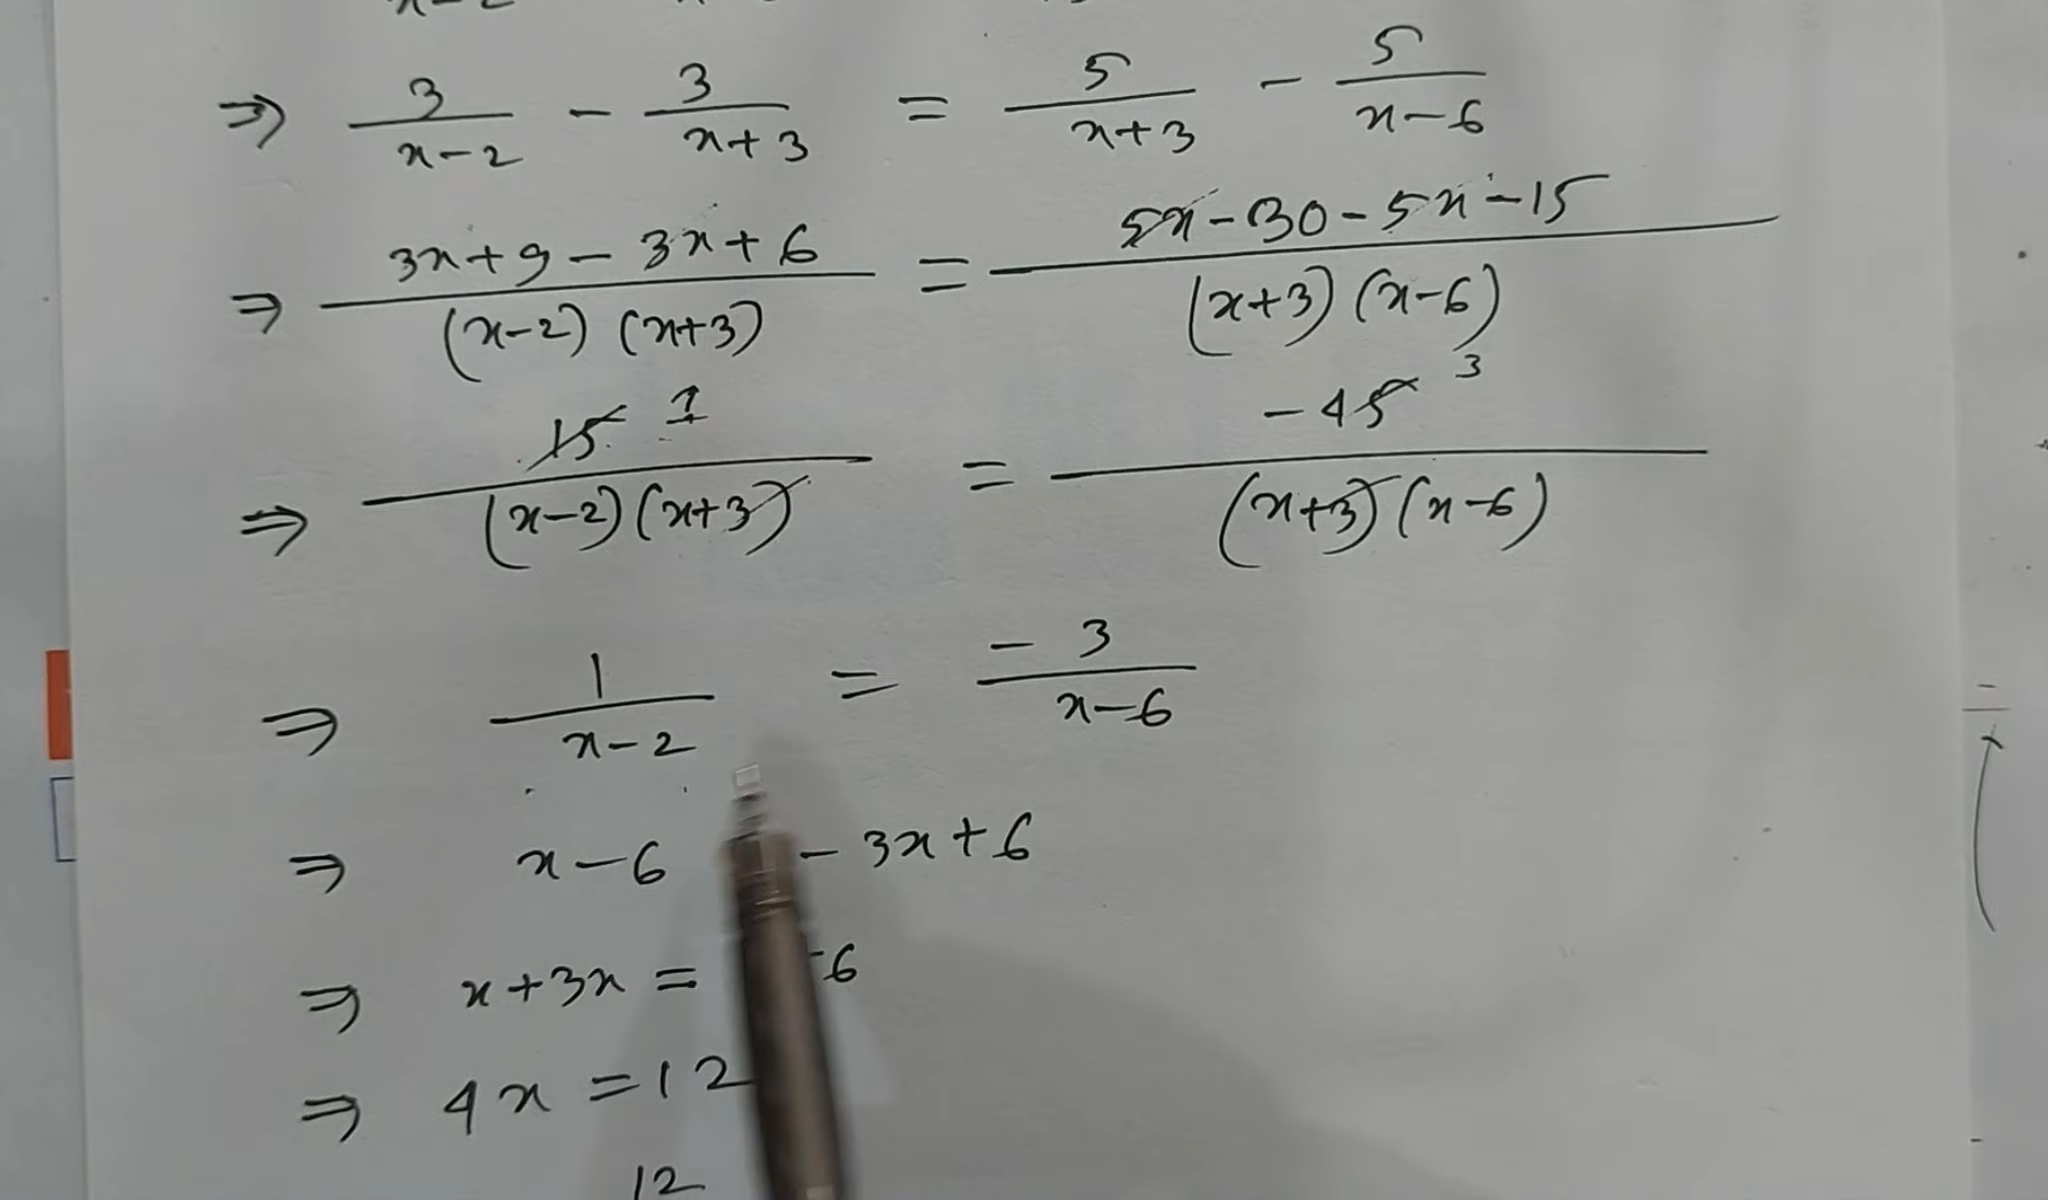 ⇒ 3/(x-2) - 3/(x+3) = 5/(x+3) - 5/(x-6)
⇒ (3x+9-3x+6)/((x-2)(x+3)) = (5x-30-5x-15)/((x+3)(x-6))
⇒ 15 1/((x-2)(x+3)) = -45 3/((x+3)(x-6))
⇒ 1/(x-2) = -3/(x-6)
⇒ x-6 -3x+6
⇒ x+3x = +6
⇒ 4x = 12
12